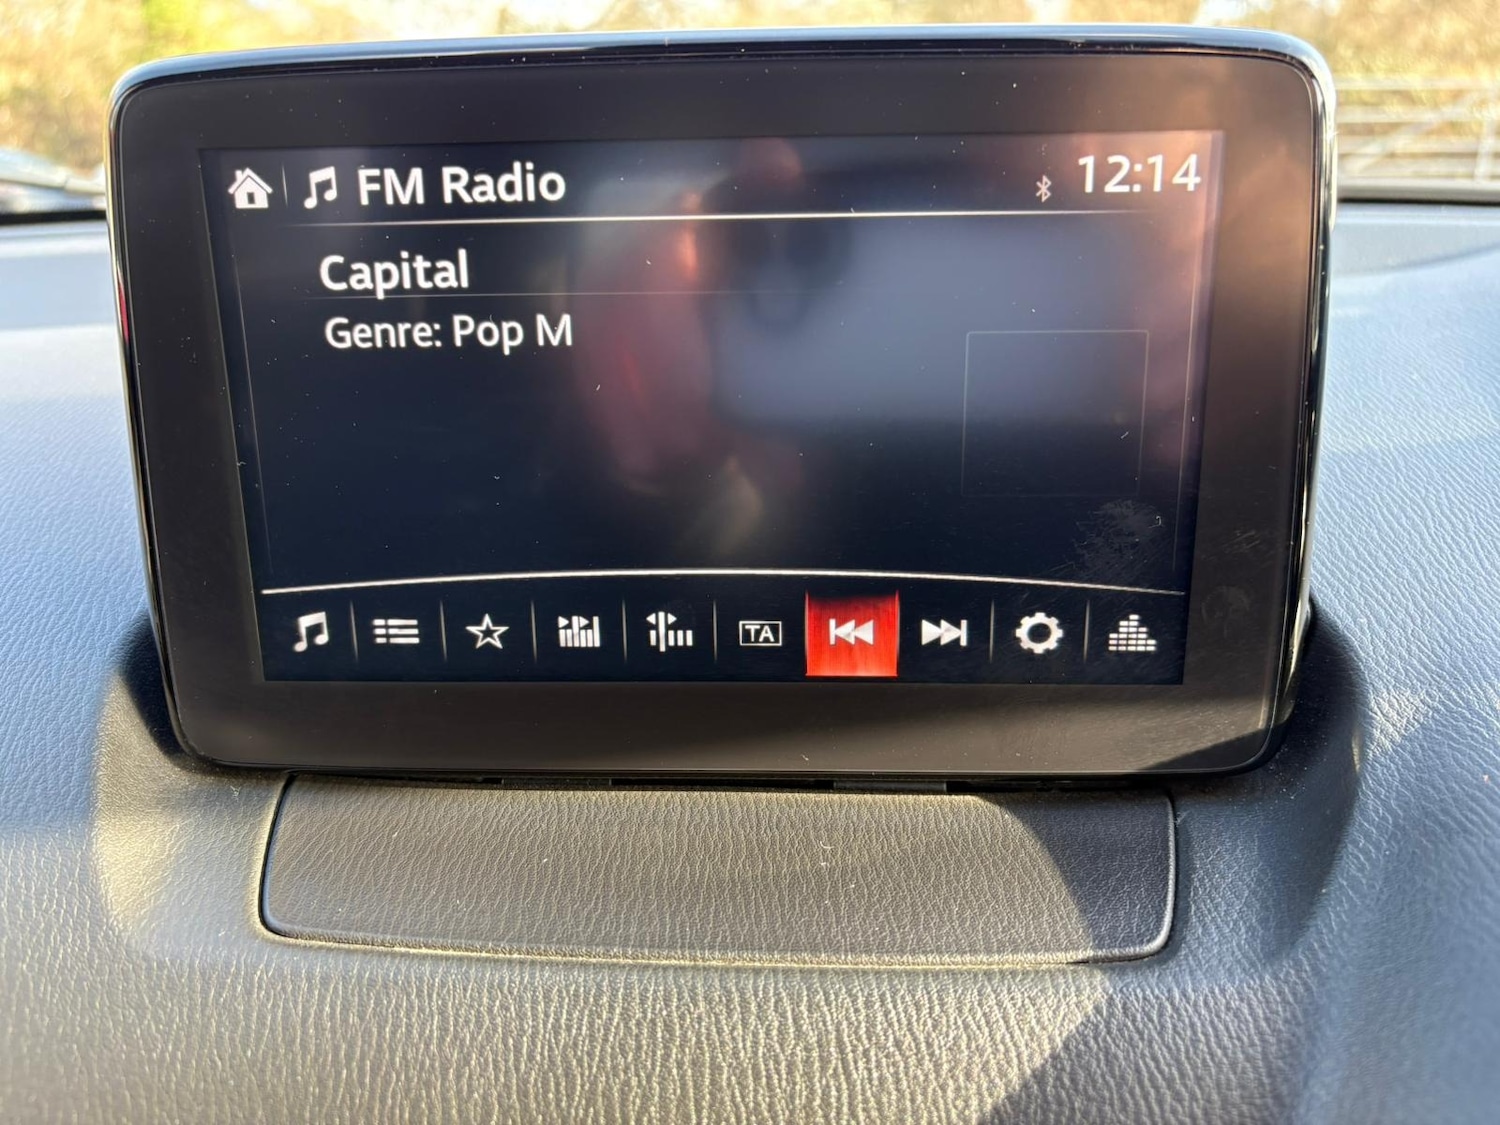 FM Radio
12:14
Capital
Genre: Pop M
TA